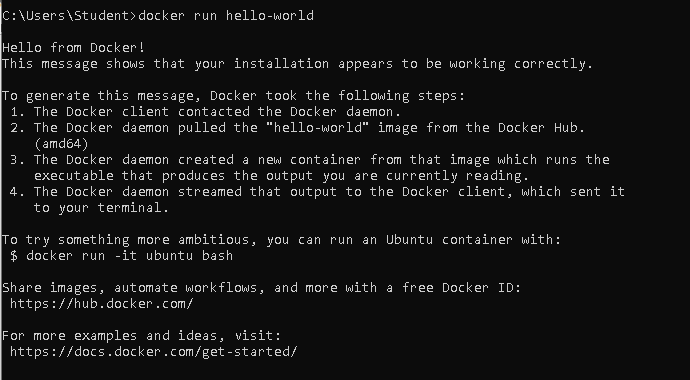 C:\Users\Student>docker run hello-world
Hello from Docker!
This message shows that your installation appears to be working correctly.
To generate this message, Docker took the following steps:
1. The Docker client contacted the Docker daemon.
2. The Docker daemon pulled the "hello-world" image from the Docker Hub.
(amd64)
3. The Docker daemon created a new container from that image which runs the
executable that produces the output you are currently reading.
4. The Docker daemon streamed that output to the Docker client, which sent it
to your terminal.
To try something more ambitious, you can run an Ubuntu container with:
$ docker run -it ubuntu bash
Share images, automate workflows, and more with a free Docker ID:
https://hub.docker.com/
For more examples and ideas, visit:
https://docs.docker.com/get-started/